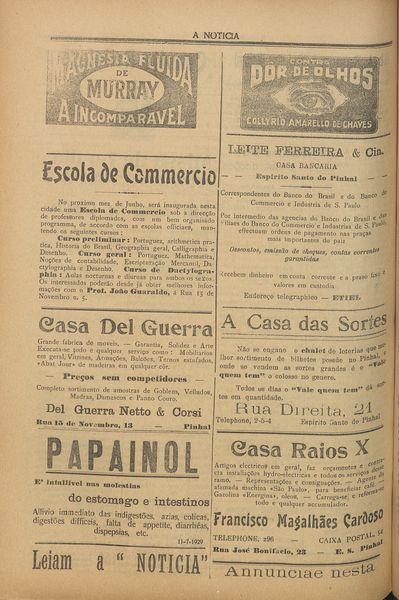 A NOTICIA
MAGNESIA FLUIDA
DE
MURRAY
A INCOMPARAVEL
Escola de Commercio
No proximo mez de Junho, será inaugurada nesta
cidade uma Escola de Commercio sob a direcção
de professores diplomados, com um bem organisado
programma, de accordo com as escolas officiaes, man-
tendo os seguintes cursos:
Curso preliminar: Portuguez, arithmetica pra-
tica, Historia do Brasil, Geographia geral, Calligraphia e
Desenho. Curso geral: Portuguez, Mathematica,
Noções de contabilidade, Escripturação Mercantil, Da-
ctylographia e Desenho. Curso de Dactylogra-
phia: Aulas nocturnas e diurnas para ambos os sexos.
Os interessados poderão desde já obter melhores infor-
mações com o Prof. João Guaraldo, á Rua 15 de
Novembro n. 5.
Casa Del Guerra
Grande fabrica de moveis. — Garantia, Solidez e Arte
Executa-se pelo e qualquer serviço como: Mobiliarios
em geral, Vimes, Armações, Balcões, Ternos estufados,
«Abat Jour» de madeiras em qualquer côr.
— Preços sem competidores —
Completo sortimento de amostras de Goblem, Vellados,
Madras, Damascos e Panno Couro.
Del Guerra Netto & Corsi
Rua 15 de Novembro, 13 — Pinhal
PAPAINOL
E' infallivel nas molestias
do estomago e intestinos
Allivio immediato das indigestões, azias, colicas,
digestões difficeis, falta de appetite, diarrhéas,
dispepsias, etc.
11-7-1929
Leiam a " NOTICIA"
CONTRA
DOR DE OLHOS
COLLYRIO AMARELLO DE CHAVES
LEITE FERREIRA & Cia.
CASA BANCARIA
— Espirito Santo do Pinhal —
Correspondentes do Banco do Brasil e do Banco do
Commercio e Industria de S. Paulo.
Por intermedio das agencias do Banco do Brasil e das
filiaes do Banco do Commercio e Industria de S. Paulo,
effectuam ordens de pagamento nas praças
mais importantes do paiz
Descontos, emissão de cheques, contas correntes
garantidas
Recebem dinheiro em conta corrente e a prazo fixo e
valores em custodia
Endereço telegraphico — ETIEL
A Casa das Sortes
Não se engano o chalet de loterias que me-
lhor sortimento de bilhetes possue no Pinhal, e
onde se vendem as sortes grandes é o "Vale
quem tem" o colosso no genero.
Todos os dias o "Vale quem tem" dá sor-
tes em quantidade.
Rua Direita, 21
Telephone, 2-5-4 Espirito Santo do Pinhal
Casa Raios X
Artigos electricos em geral, faz orçamentos e contra-
cta installações hydro-electricas e todos os serviços desse
ramo. — Representações e consignações. — Agente da
afamada machina «São Paulo», para beneficiar café. —
Gazolina «Energina», oleos. — Carrega-se e reforma-se
todo e qualquer accumulador.
Francisco Magalhães Cardoso
TELEPHONE, 296 — CAIXA POSTAL, 14
Rua José Bonifacio, 23 — E. S. Pinhal
Annunciae nesta